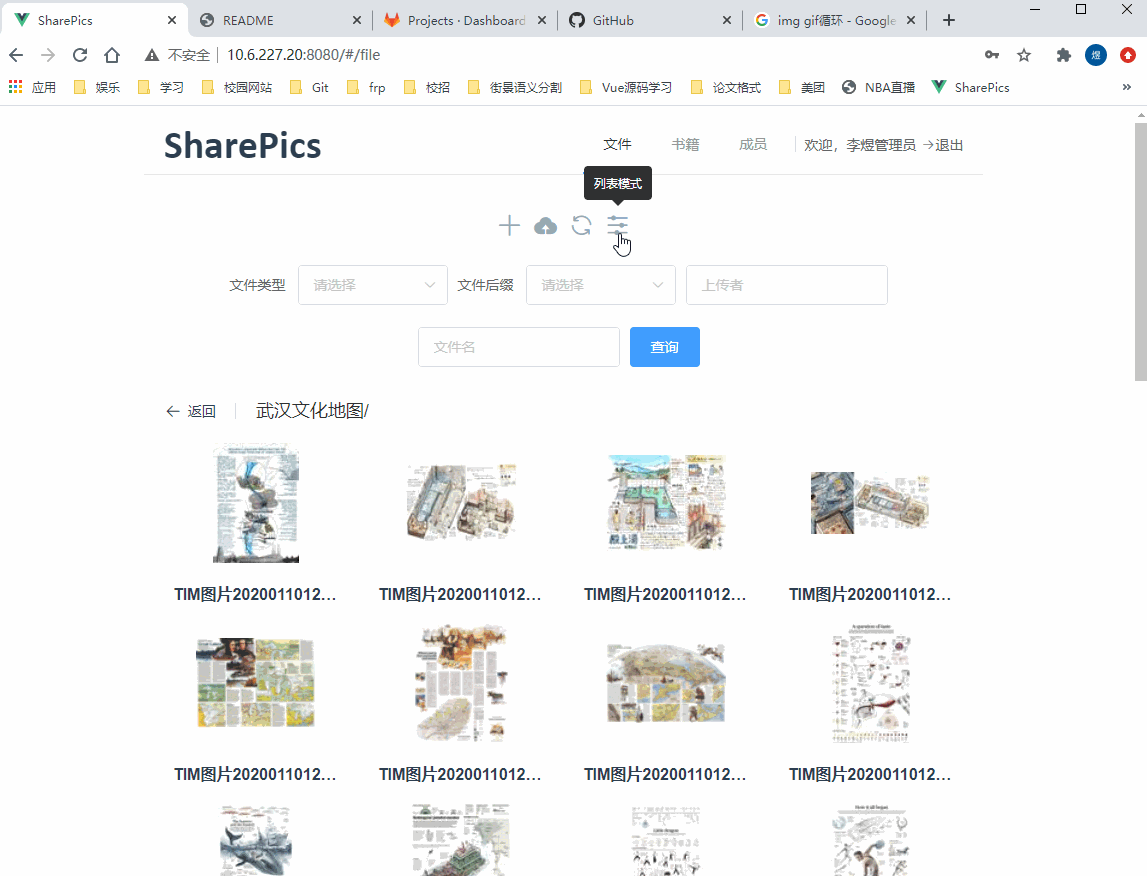 SharePics
README
Projects · Dashboard
GitHub
img gif循环 - Google
不安全
10.6.227.20:8080/#/file
煜
应用
娱乐
学习
校园网站
Git
frp
校招
街景语义分割
Vue源码学习
论文格式
美团
NBA直播
SharePics
SharePics
文件
书籍
成员
欢迎，李煜管理员
退出
列表模式
文件类型
请选择
文件后缀
请选择
上传者
文件名
查询
返回
武汉文化地图/
TIM图片2020011012...
TIM图片2020011012...
TIM图片2020011012...
TIM图片2020011012...
A question of taste
TIM图片2020011012...
TIM图片2020011012...
TIM图片2020011012...
TIM图片2020011012...
Little dragon
How it all began